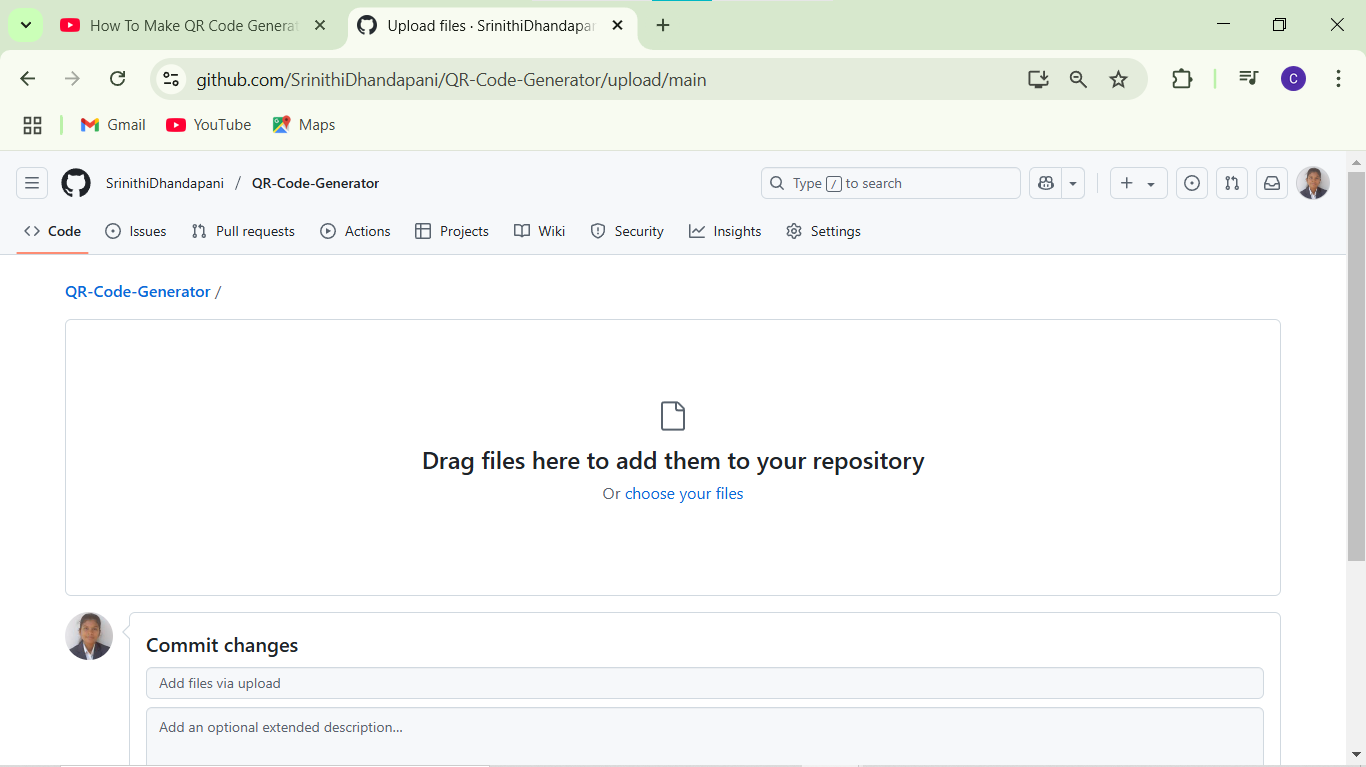 How To Make QR Code Generat
Upload files · SrinithiDhandapan
github.com/SrinithiDhandapani/QR-Code-Generator/upload/main
C
Gmail YouTube Maps
SrinithiDhandapani / QR-Code-Generator
Type / to search
Code Issues Pull requests Actions Projects Wiki Security Insights Settings
QR-Code-Generator /
Drag files here to add them to your repository
Or choose your files
Commit changes
Add files via upload
Add an optional extended description...